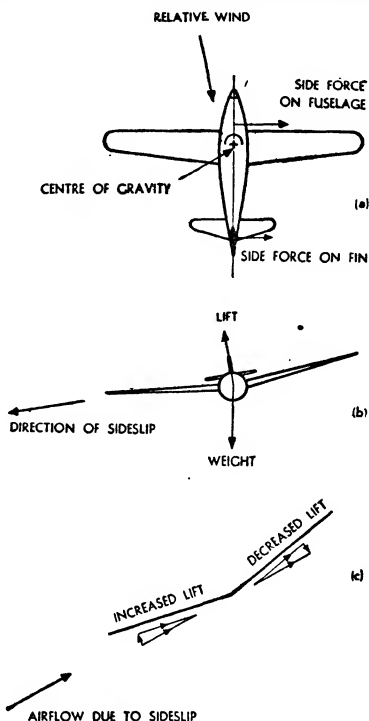 RELATIVE WIND
SIDE FORCE
ON FUSELAGE
CENTRE OF GRAVITY
(a)
SIDE FORCE ON FIN
LIFT
(b)
DIRECTION OF SIDESLIP
WEIGHT
DECREASED LIFT
(c)
INCREASED LIFT
AIRFLOW DUE TO SIDESLIP